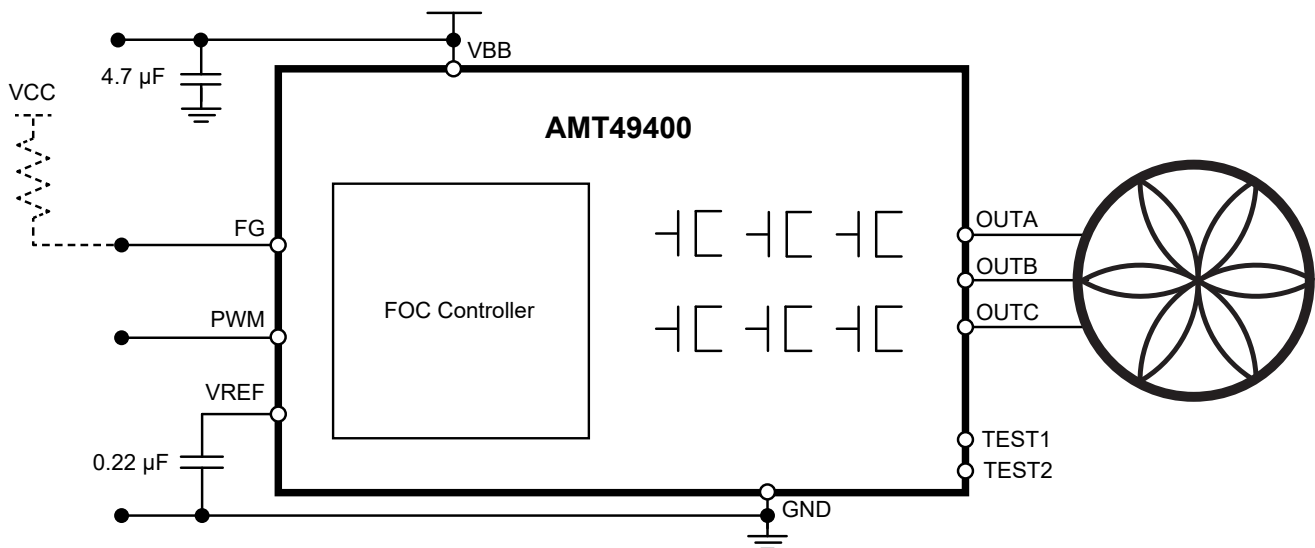 VBB
4.7 µF
VCC
AMT49400
FG
OUTA
OUTB
FOC Controller
PWM
OUTC
VREF
TEST1
0.22 µF
TEST2
GND